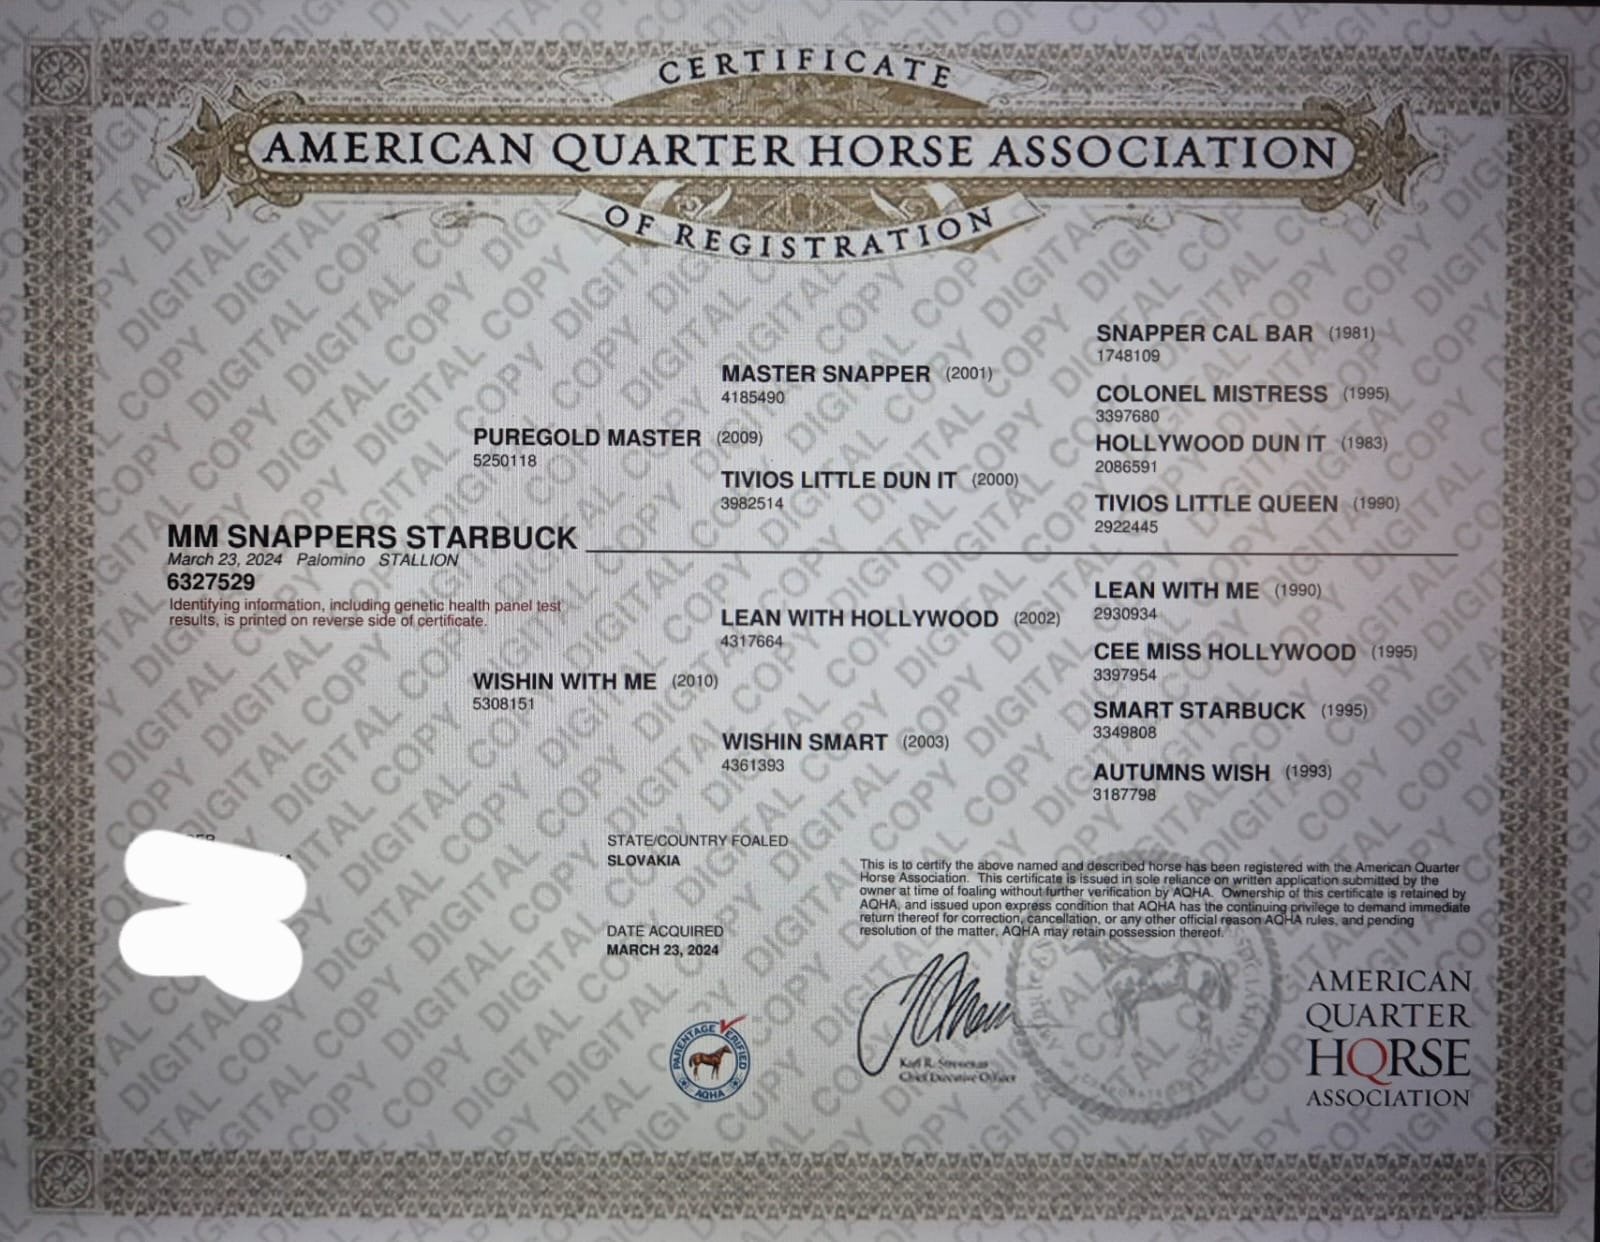 CERTIFICATE
AMERICAN QUARTER HORSE ASSOCIATION
OF REGISTRATION
SNAPPER CAL BAR (1981)
1748109
MASTER SNAPPER (2001)
4185490
COLONEL MISTRESS (1995)
3397680
PUREGOLD MASTER (2009)
5250118
HOLLYWOOD DUN IT (1983)
2086591
TIVIOS LITTLE DUN IT (2000)
3982514
TIVIOS LITTLE QUEEN (1990)
2922445
MM SNAPPERS STARBUCK
March 23, 2024 Palomino STALLION
6327529
Identifying information, including genetic health panel test
results, is printed on reverse side of certificate.
LEAN WITH ME (1990)
2930934
LEAN WITH HOLLYWOOD (2002)
4317664
CEE MISS HOLLYWOOD (1995)
3397954
WISHIN WITH ME (2010)
5308151
SMART STARBUCK (1995)
3349808
WISHIN SMART (2003)
4361393
AUTUMNS WISH (1993)
3187798
STATE/COUNTRY FOALED
SLOVAKIA
DATE ACQUIRED
MARCH 23, 2024
This is to certify the above named and described horse has been registered with the American Quarter
Horse Association. This certificate is issued in sole reliance on written application submitted by the
owner at time of foaling without further verification by AQHA. Ownership of this certificate is retained by
AQHA, and issued upon express condition that AQHA has the continuing privilege to demand immediate
return thereof for correction, cancellation, or any other official reason AQHA rules, and pending
resolution of the matter, AQHA may retain possession thereof.
Chief Executive Officer
PARENTAGE VERIFIED
AQHA
AMERICAN
QUARTER
HORSE
ASSOCIATION
DIGITAL COPY